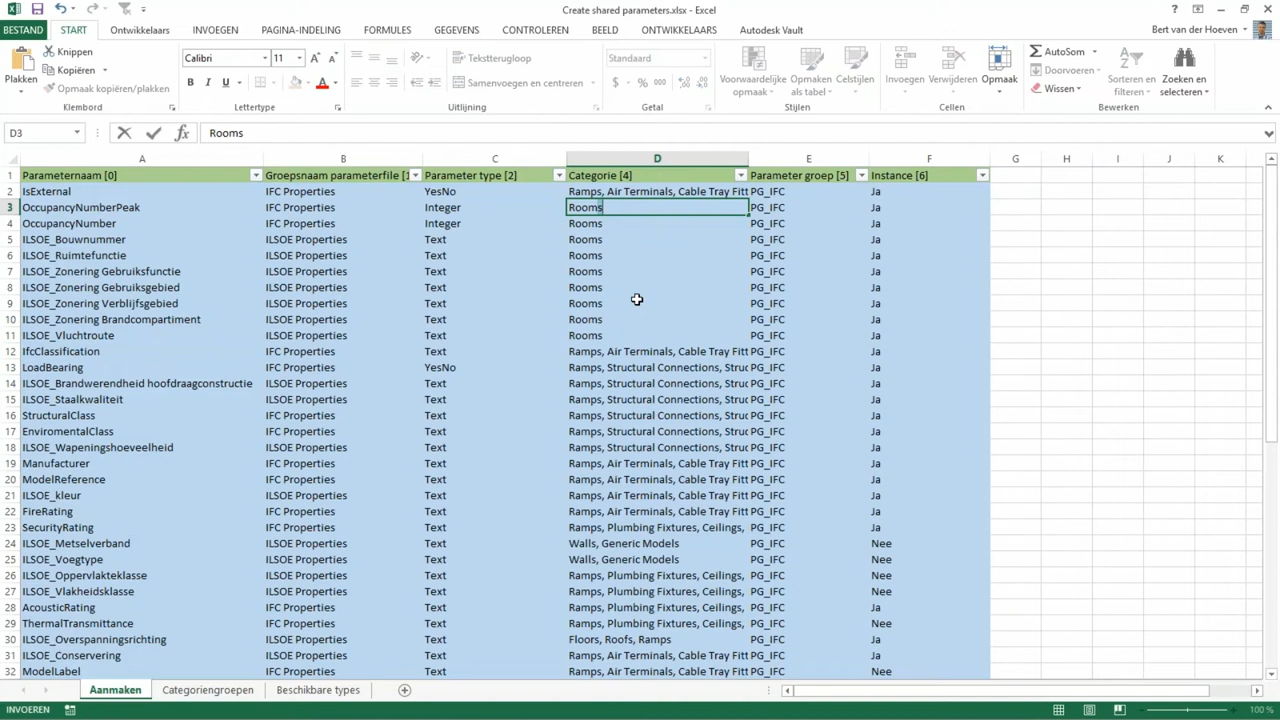 Create shared parameters.xlsx - Excel
BESTAND START Ontwikkelaars INVOEGEN PAGINA-INDELING FORMULES GEGEVENS CONTROLEREN BEELD ONTWIKKELAARS Autodesk Vault Bert van der Hoeven
Plakken Knippen Kopiëren Opmaak kopiëren/plakken Klembord
Calibri 11 B I U A Lettertype
Tekstterugloop Samenvoegen en centreren Uitlijning
Standaard $ % 000 Getal
Voorwaardelijke opmaak Opmaken als tabel Celstijlen Stijlen
Invoegen Verwijderen Opmaak Cellen
AutoSom Doorvoeren Wissen Sorteren en filteren Zoeken en selecteren Bewerken
D3 fx Rooms
A B C D E F G H I J K
1 Parameternaam [0] Groepsnaam parameterfile [1 Parameter type [2] Categorie [4] Parameter groep [5] Instance [6]
2 IsExternal IFC Properties YesNo Ramps, Air Terminals, Cable Tray Fitt PG_IFC Ja
3 OccupancyNumberPeak IFC Properties Integer Rooms PG_IFC Ja
4 OccupancyNumber IFC Properties Integer Rooms PG_IFC Ja
5 ILSOE_Bouwnummer ILSOE Properties Text Rooms PG_IFC Ja
6 ILSOE_Ruimtefunctie ILSOE Properties Text Rooms PG_IFC Ja
7 ILSOE_Zonering Gebruiksfunctie ILSOE Properties Text Rooms PG_IFC Ja
8 ILSOE_Zonering Gebruiksgebied ILSOE Properties Text Rooms PG_IFC Ja
9 ILSOE_Zonering Verblijfsgebied ILSOE Properties Text Rooms PG_IFC Ja
10 ILSOE_Zonering Brandcompartiment ILSOE Properties Text Rooms PG_IFC Ja
11 ILSOE_Vluchtroute ILSOE Properties Text Rooms PG_IFC Ja
12 IfcClassification IFC Properties Text Ramps, Air Terminals, Cable Tray Fitt PG_IFC Ja
13 LoadBearing IFC Properties YesNo Ramps, Structural Connections, Struc PG_IFC Ja
14 ILSOE_Brandwerendheid hoofdraagconstructie ILSOE Properties Text Ramps, Structural Connections, Struc PG_IFC Ja
15 ILSOE_Staalkwaliteit ILSOE Properties Text Ramps, Structural Connections, Struc PG_IFC Ja
16 StructuralClass IFC Properties Text Ramps, Structural Connections, Struc PG_IFC Ja
17 EnviromentalClass IFC Properties Text Ramps, Structural Connections, Struc PG_IFC Ja
18 ILSOE_Wapeningshoeveelheid ILSOE Properties Text Ramps, Structural Connections, Struc PG_IFC Ja
19 Manufacturer IFC Properties Text Ramps, Air Terminals, Cable Tray Fitt PG_IFC Ja
20 ModelReference IFC Properties Text Ramps, Air Terminals, Cable Tray Fitt PG_IFC Ja
21 ILSOE_kleur ILSOE Properties Text Ramps, Air Terminals, Cable Tray Fitt PG_IFC Ja
22 FireRating IFC Properties Text Ramps, Air Terminals, Cable Tray Fitt PG_IFC Ja
23 SecurityRating IFC Properties Text Ramps, Plumbing Fixtures, Ceilings, PG_IFC Ja
24 ILSOE_Metselverband ILSOE Properties Text Walls, Generic Models PG_IFC Nee
25 ILSOE_Voegtype ILSOE Properties Text Walls, Generic Models PG_IFC Nee
26 ILSOE_Oppervlakteklasse ILSOE Properties Text Ramps, Plumbing Fixtures, Ceilings, PG_IFC Nee
27 ILSOE_Vlakheidsklasse ILSOE Properties Text Ramps, Plumbing Fixtures, Ceilings, PG_IFC Nee
28 AcousticRating IFC Properties Text Ramps, Plumbing Fixtures, Ceilings, PG_IFC Ja
29 ThermalTransmittance IFC Properties Text Ramps, Plumbing Fixtures, Ceilings, PG_IFC Nee
30 ILSOE_Overspanningsrichting ILSOE Properties Text Floors, Roofs, Ramps PG_IFC Ja
31 ILSOE_Conservering ILSOE Properties Text Ramps, Air Terminals, Cable Tray Fitt PG_IFC Ja
32 ModelLabel IFC Properties Text Ramps, Air Terminals, Cable Tray Fitt PG_IFC Nee
Aanmaken Categoriengroepen Beschikbare types
INVOEREN 100 %